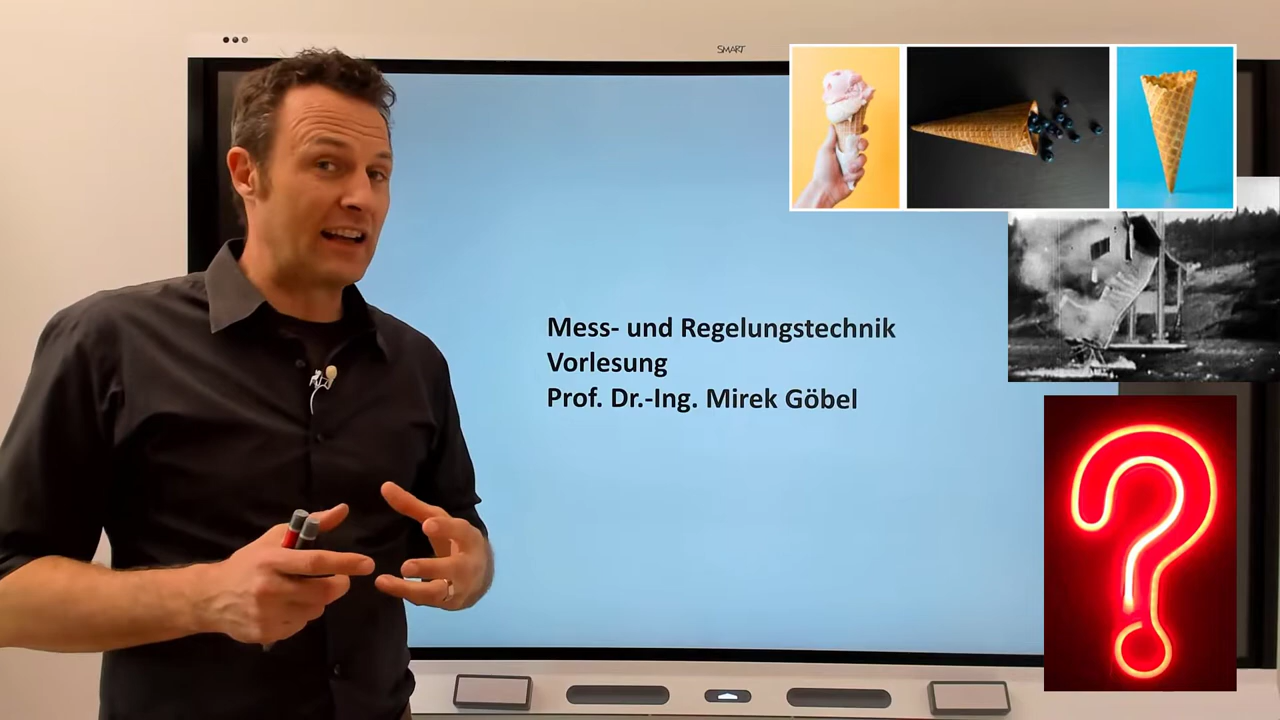 SMART
Mess- und Regelungstechnik
Vorlesung
Prof. Dr.-Ing. Mirek Göbel